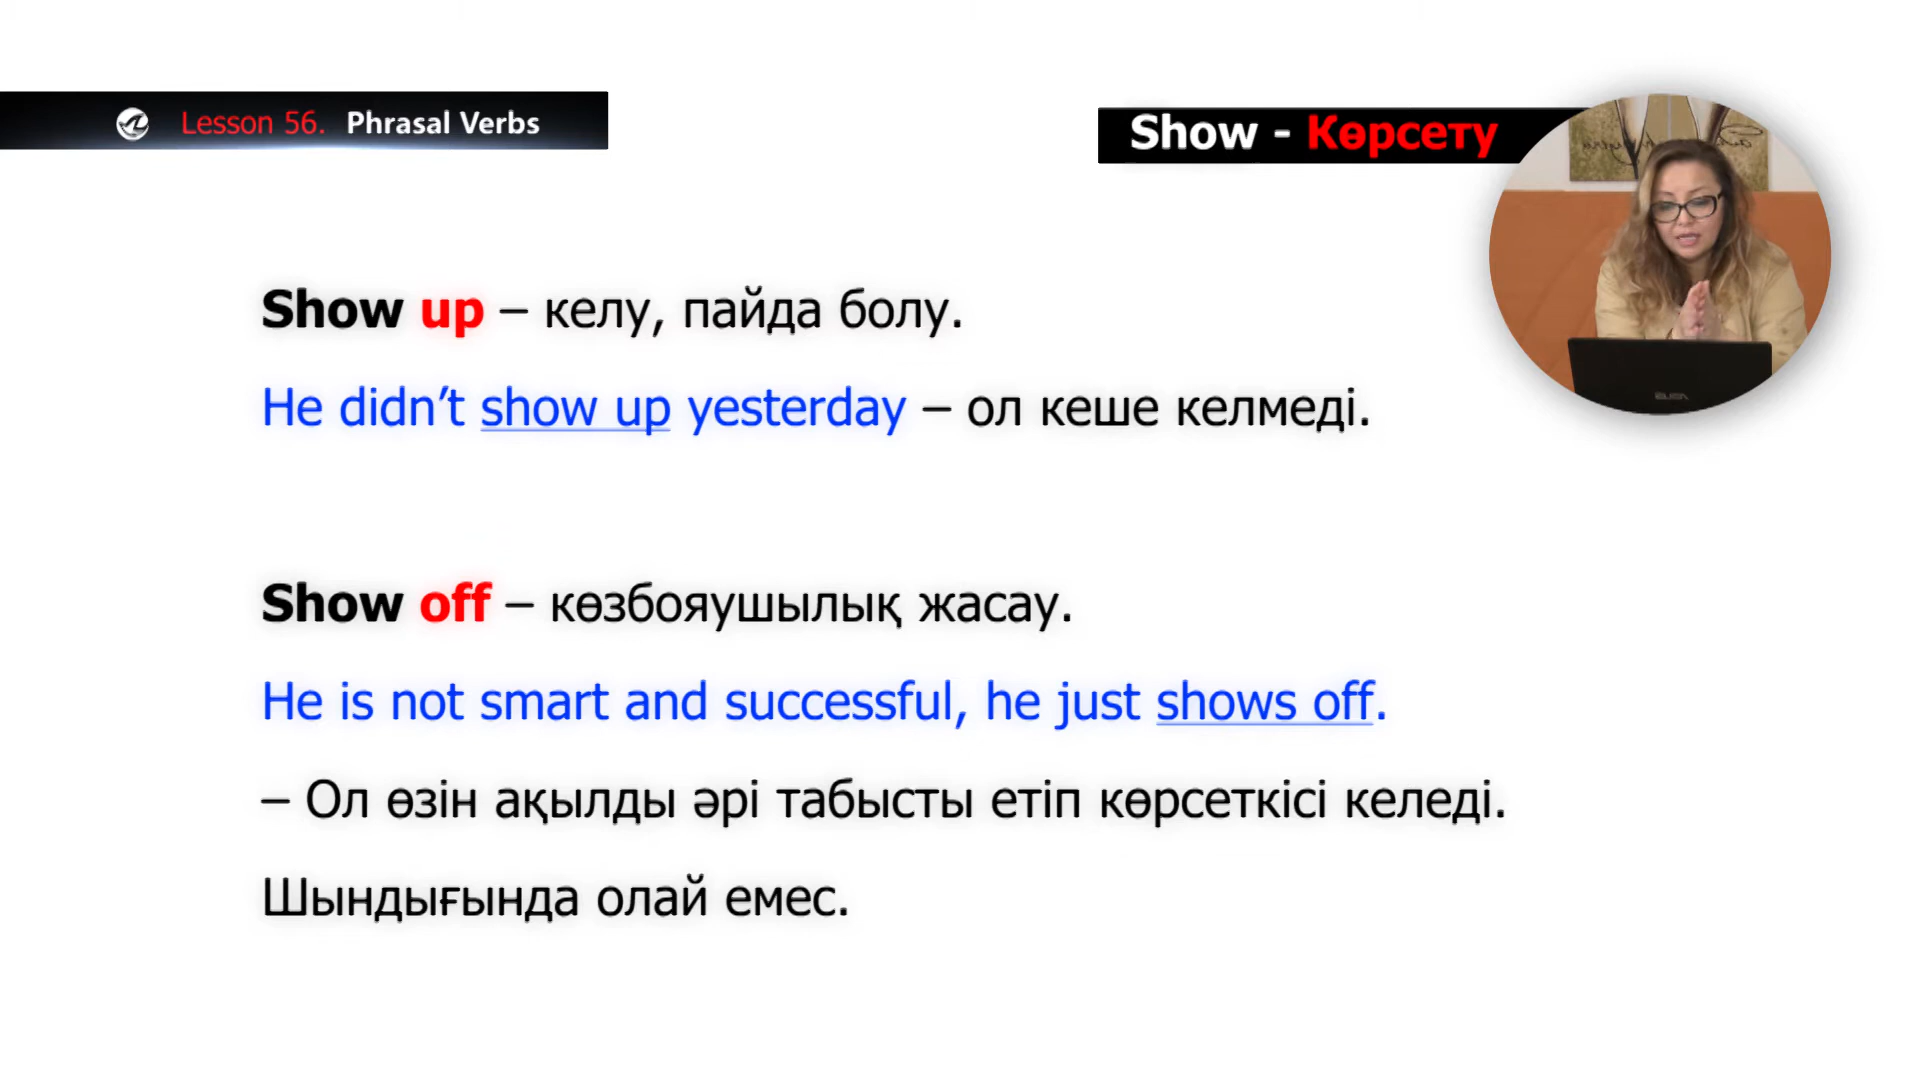 Lesson 56. Phrasal Verbs
Show - Көрсету
Show up – келу, пайда болу.
He didn’t show up yesterday – ол кеше келмеді.
Show off – көзбояушылық жасау.
He is not smart and successful, he just shows off.
– Ол өзін ақылды әрі табысты етіп көрсеткісі келеді.
Шындығында олай емес.